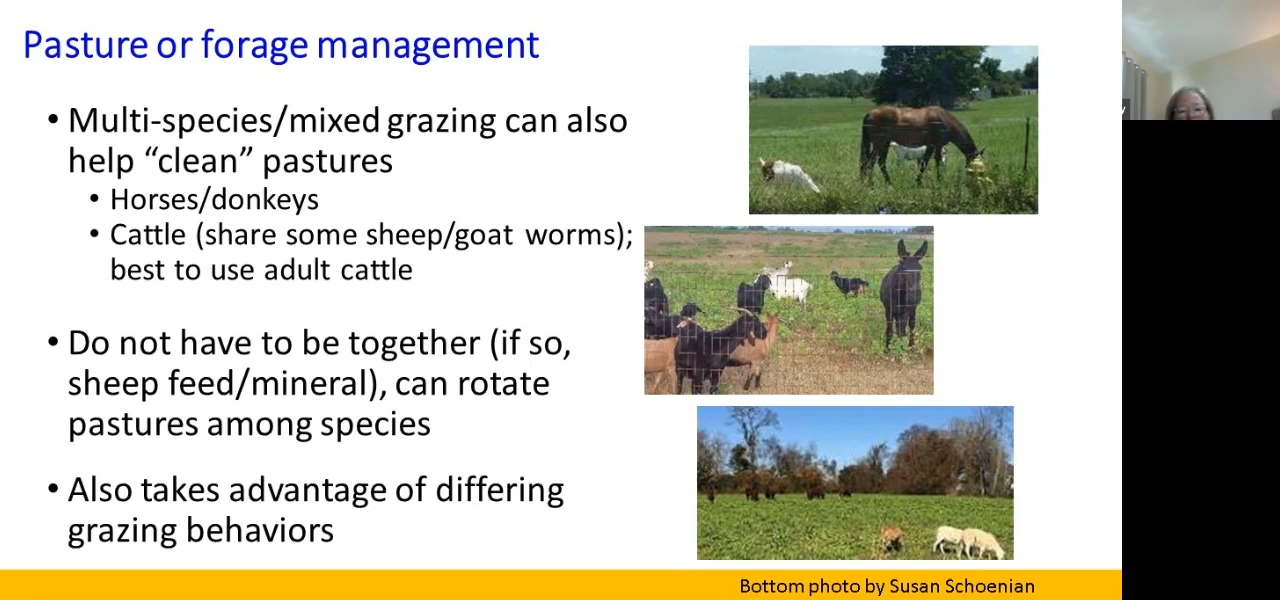 Pasture or forage management
• Multi-species/mixed grazing can also
help “clean” pastures
• Horses/donkeys
• Cattle (share some sheep/goat worms);
best to use adult cattle
• Do not have to be together (if so,
sheep feed/mineral), can rotate
pastures among species
• Also takes advantage of differing
grazing behaviors
Bottom photo by Susan Schoenian